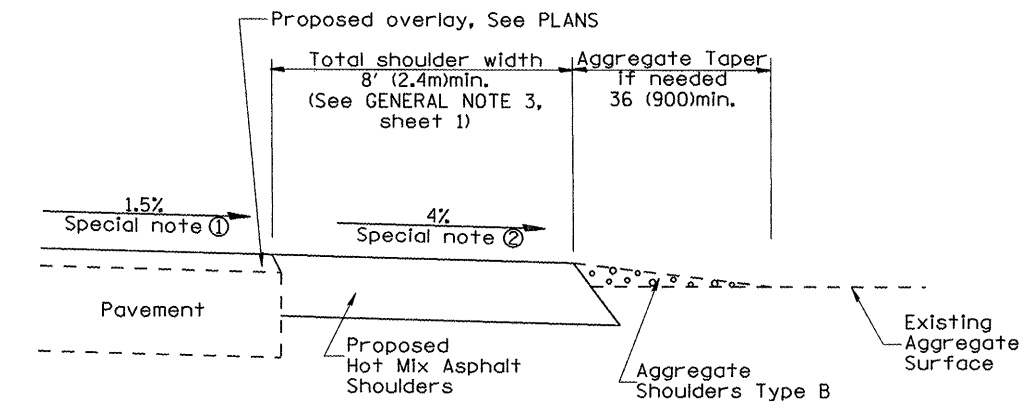 Proposed overlay, See PLANS
Total shoulder width
8' (2.4m)min.
(See GENERAL NOTE 3,
sheet 1)
Aggregate Taper
if needed
36 (900)min.
1.5%
Special note ①
4%
Special note ②
Pavement
Proposed
Hot Mix Asphalt
Shoulders
Aggregate
Shoulders Type B
Existing
Aggregate
Surface